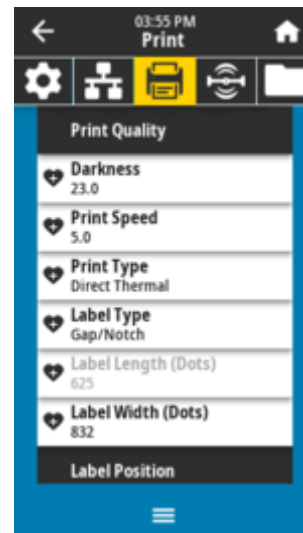 03:55 PM
Print
Print Quality
Darkness
23.0
Print Speed
5.0
Print Type
Direct Thermal
Label Type
Gap/Notch
Label Length (Dots)
625
Label Width (Dots)
832
Label Position